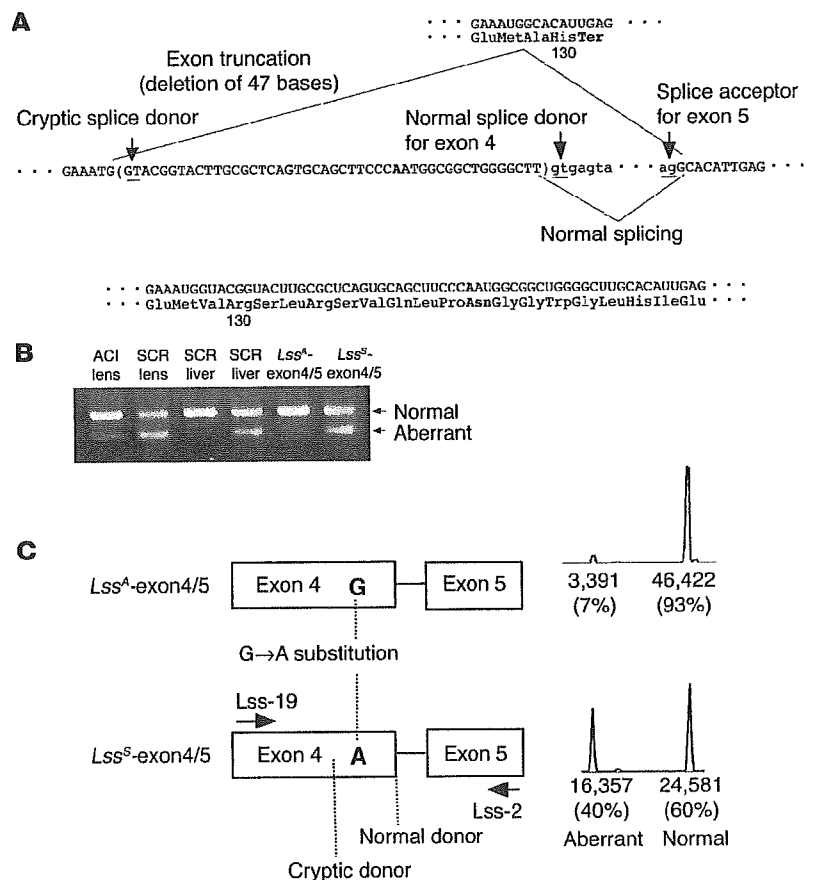 A
· · · GAAAUGGCACAUUGAG · · ·
· · · GluMetAlaHisTer
130
Exon truncation
(deletion of 47 bases)
Cryptic splice donor
Normal splice donor
for exon 4
Splice acceptor
for exon 5
· · · GAAATG(GTACGGTACTTGCGCTCAGTGCAGCTTCCCAATGGCGGCTGGGGCTT)gtgagta · · · agGCACATTGAG · · ·
Normal splicing
· · · GAAAUGGUACGGUACUUGCGCUCAGUGCAGCUUCCCAAUGGCGGCUGGGGCUUGCACAUUGAG · · ·
· · · GluMetValArgSerLeuArgSerValGlnLeuProAsnGlyGlyTrpGlyLeuHisIleGlu · · ·
130
B
ACI lens
SCR lens
SCR liver
SCR liver
Lssᴬ-exon4/5
Lssˢ-exon4/5
Normal
Aberrant
C
Lssᴬ-exon4/5
Exon 4 G
Exon 5
3,391 46,422
(7%) (93%)
G→A substitution
Lss-19
Lssˢ-exon4/5
Exon 4 A
Exon 5
Lss-2
16,357 24,581
(40%) (60%)
Aberrant Normal
Normal donor
Cryptic donor